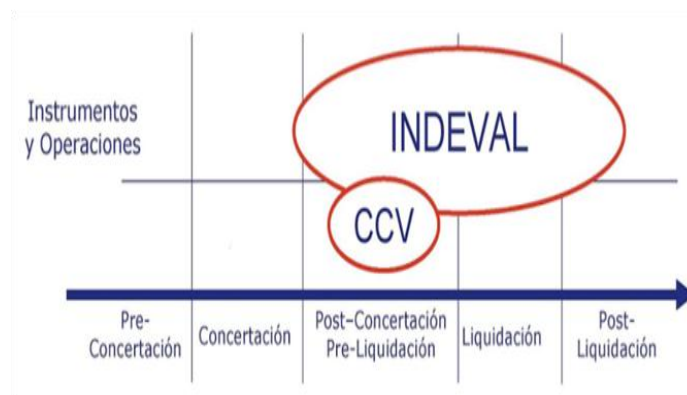 Instrumentos
y Operaciones
INDEVAL
CCV
Pre-
Concertación
Concertación
Post–Concertación
Pre-Liquidación
Liquidación
Post-
Liquidación